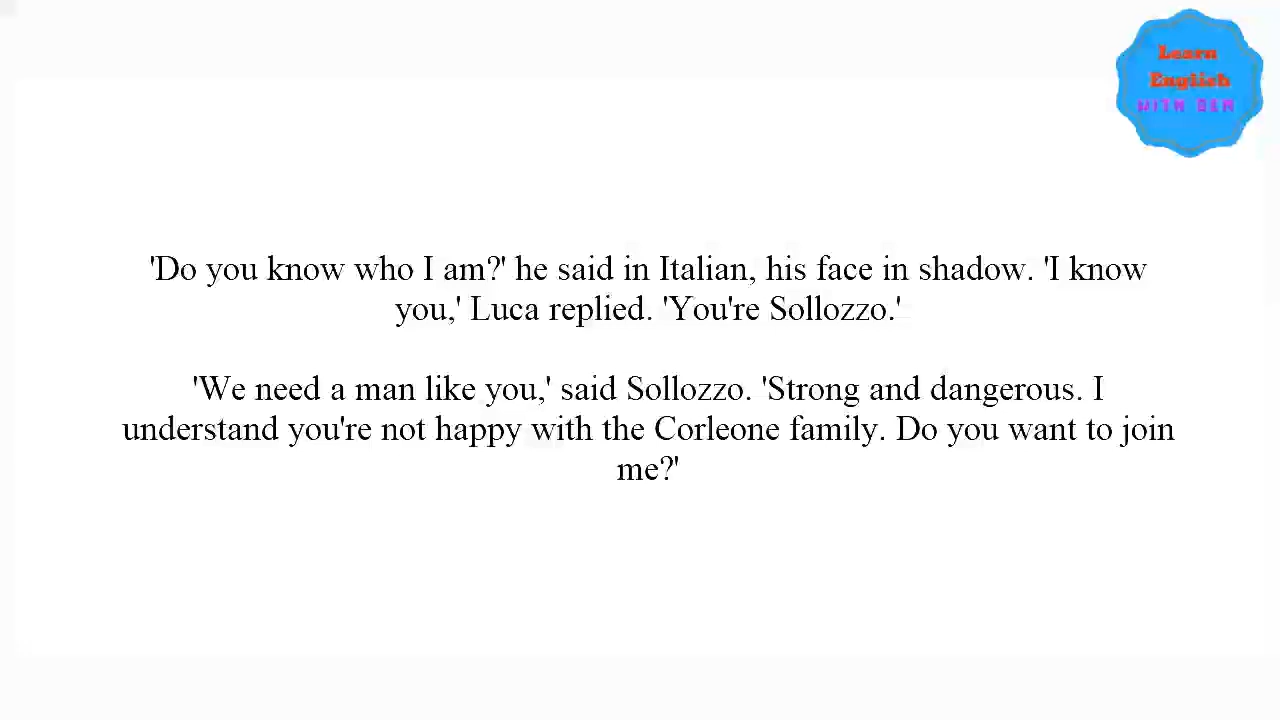 Learn
English
WITH DEM
'Do you know who I am?' he said in Italian, his face in shadow. 'I know
you,' Luca replied. 'You're Sollozzo.'
'We need a man like you,' said Sollozzo. 'Strong and dangerous. I
understand you're not happy with the Corleone family. Do you want to join
me?'